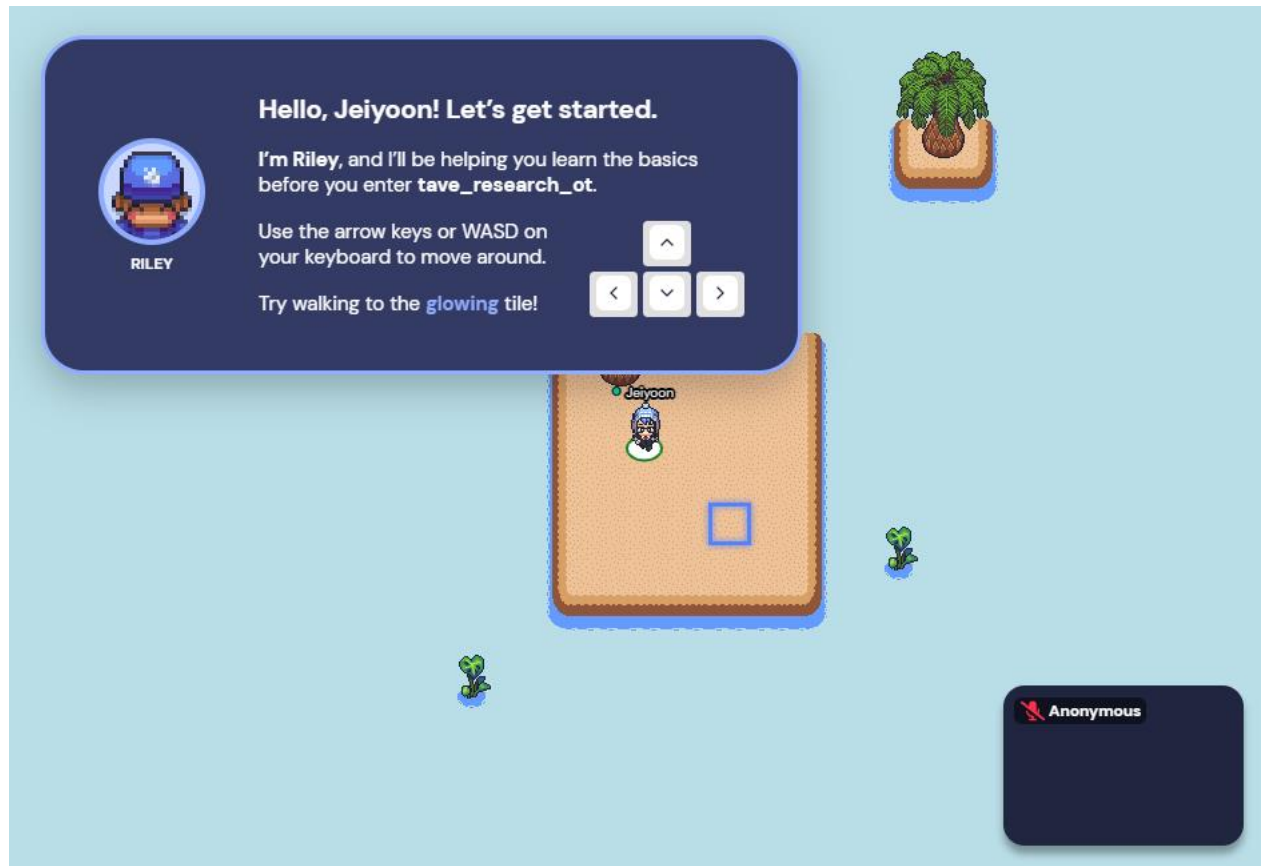 Hello, Jeiyoon! Let's get started.
I'm Riley, and I'll be helping you learn the basics
before you enter tave_research_ot.
RILEY
Use the arrow keys or WASD on
your keyboard to move around.
Try walking to the glowing tile!
Jeiyoon
Anonymous